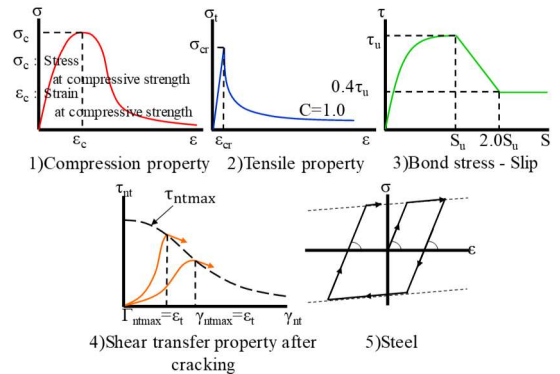 σ
σc
σc : Stress
at compressive strength
εc : Strain
at compressive strength
εc
ε
1)Compression property
σt
σcr
C=1.0
εcr
ε
2)Tensile property
τ
τu
0.4τu
Su
2.0Su
S
3)Bond stress - Slip
τnt
τntmax
Γntmax=εt
γntmax=εt
γnt
4)Shear transfer property after
cracking
σ
ε
5)Steel